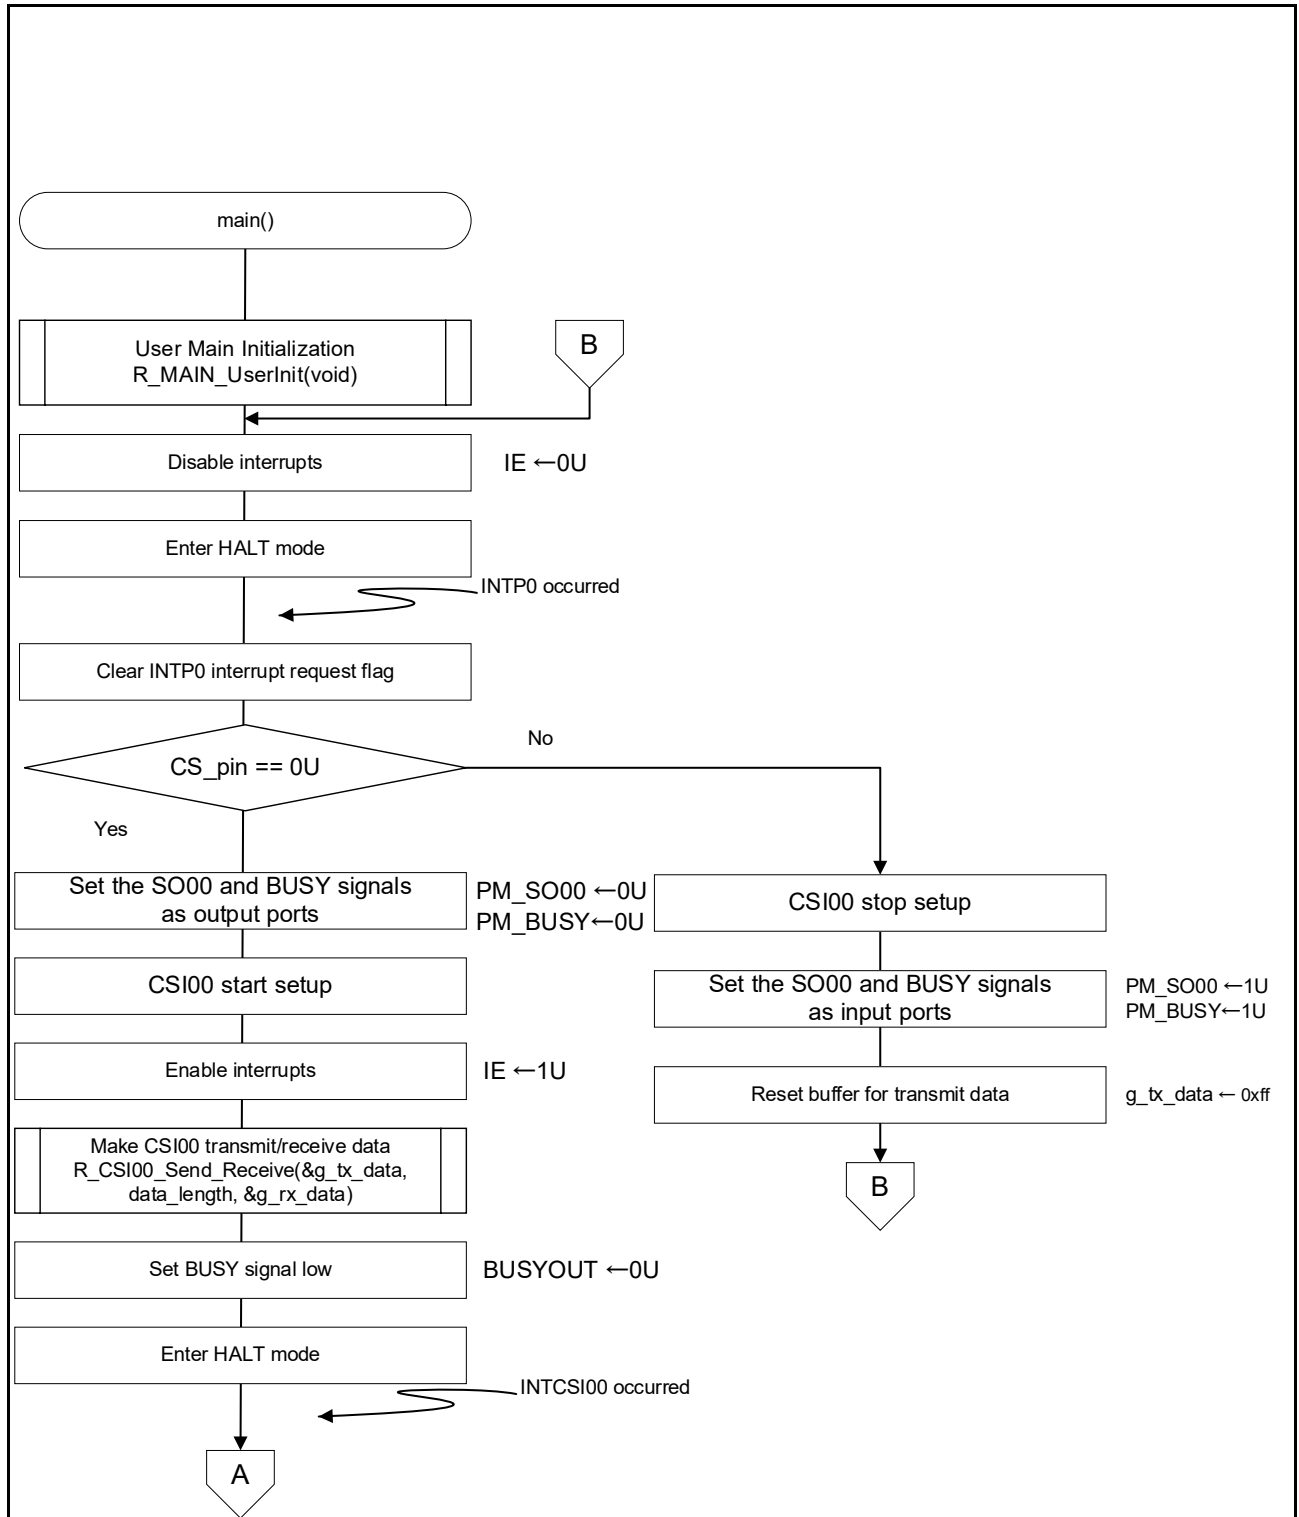 main()
User Main Initialization
R_MAIN_UserInit(void)
B
Disable interrupts
IE ←0U
Enter HALT mode
INTP0 occurred
Clear INTP0 interrupt request flag
CS_pin == 0U
No
Yes
Set the SO00 and BUSY signals
as output ports
PM_SO00 ←0U
PM_BUSY←0U
CSI00 stop setup
CSI00 start setup
Set the SO00 and BUSY signals
as input ports
PM_SO00 ←1U
PM_BUSY←1U
Enable interrupts
IE ←1U
Reset buffer for transmit data
g_tx_data ← 0xff
Make CSI00 transmit/receive data
R_CSI00_Send_Receive(&g_tx_data,
data_length, &g_rx_data)
B
Set BUSY signal low
BUSYOUT ←0U
Enter HALT mode
INTCSI00 occurred
A